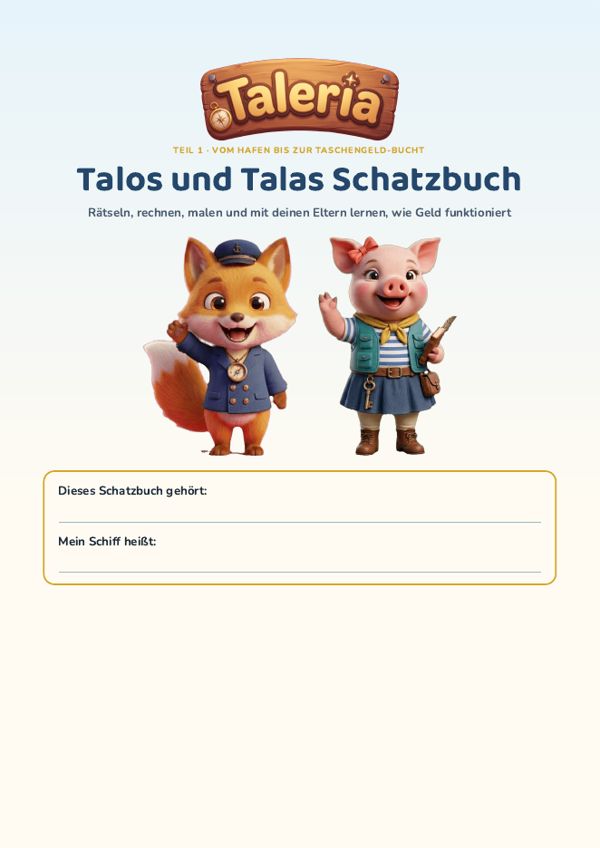 Taleria
TEIL 1 · VOM HAFEN BIS ZUR TASCHENGELD-BUCHT
Talos und Talas Schatzbuch
Rätseln, rechnen, malen und mit deinen Eltern lernen, wie Geld funktioniert
Dieses Schatzbuch gehört:
Mein Schiff heißt: